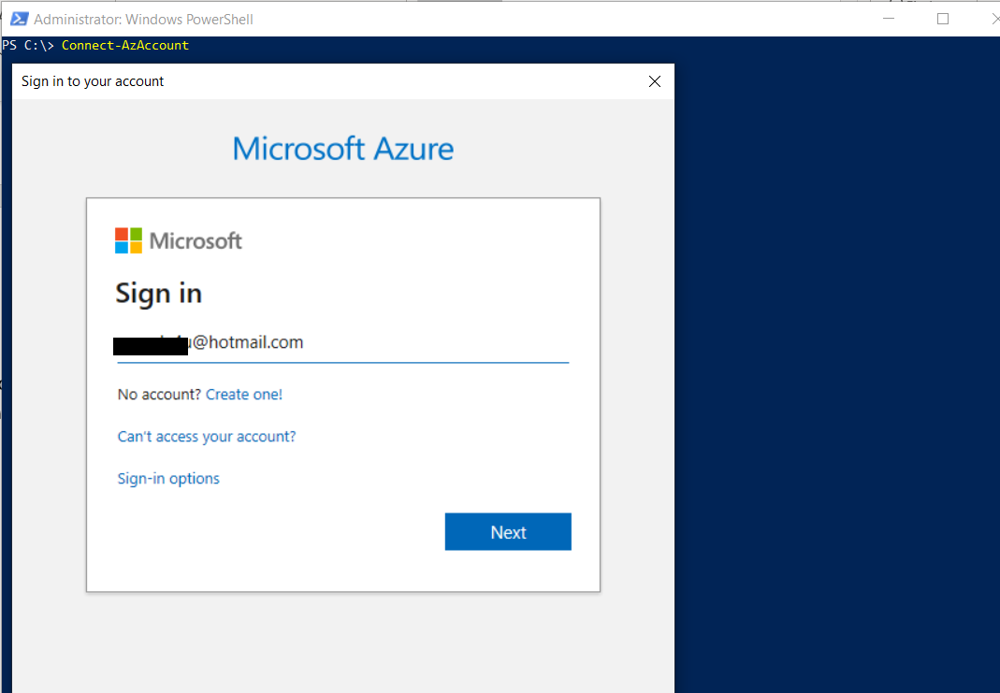 Administrator: Windows PowerShell
PS C:\> Connect-AzAccount
Sign in to your account
Microsoft Azure
Microsoft
Sign in
u@hotmail.com
No account? Create one!
Can't access your account?
Sign-in options
Next